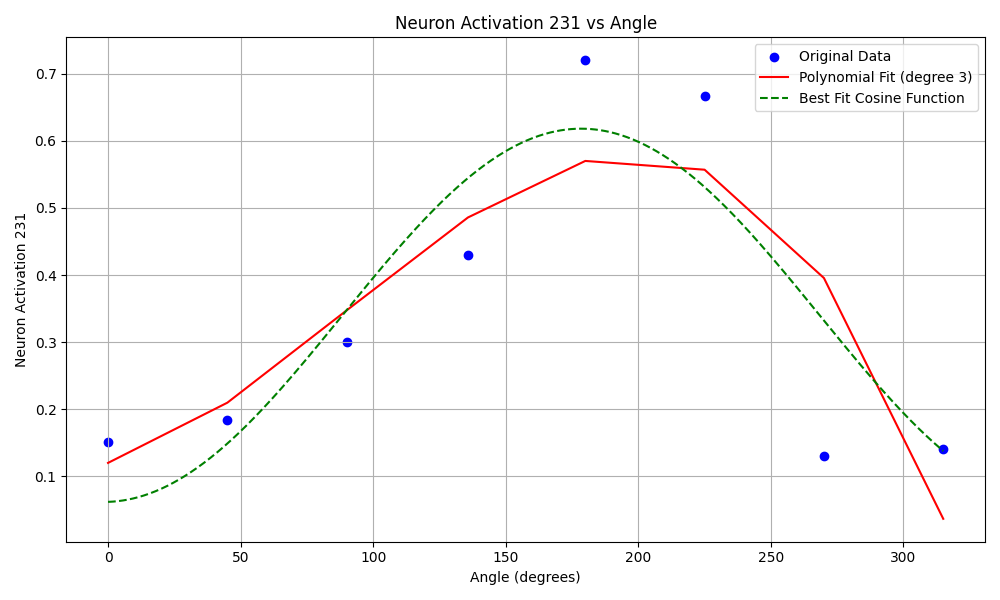 Neuron Activation 231 vs Angle
Original Data
Polynomial Fit (degree 3)
Best Fit Cosine Function
Neuron Activation 231
0.7
0.6
0.5
0.4
0.3
0.2
0.1
0 50 100 150 200 250 300
Angle (degrees)